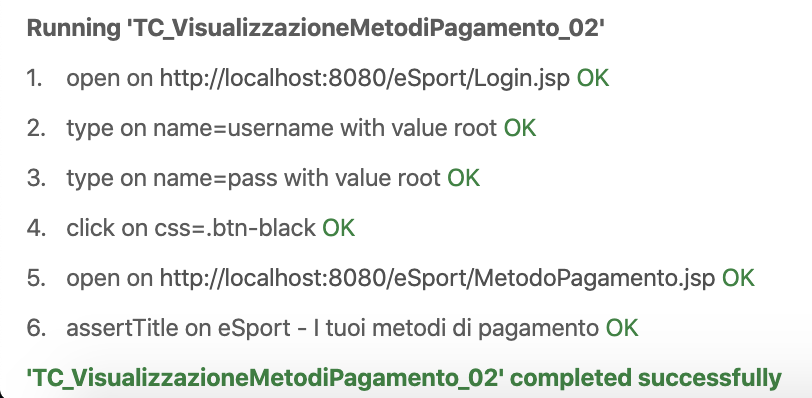 Running 'TC_VisualizzazioneMetodiPagamento_02'
1. open on http://localhost:8080/eSport/Login.jsp OK
2. type on name=username with value root OK
3. type on name=pass with value root OK
4. click on css=.btn-black OK
5. open on http://localhost:8080/eSport/MetodoPagamento.jsp OK
6. assertTitle on eSport - I tuoi metodi di pagamento OK
'TC_VisualizzazioneMetodiPagamento_02' completed successfully